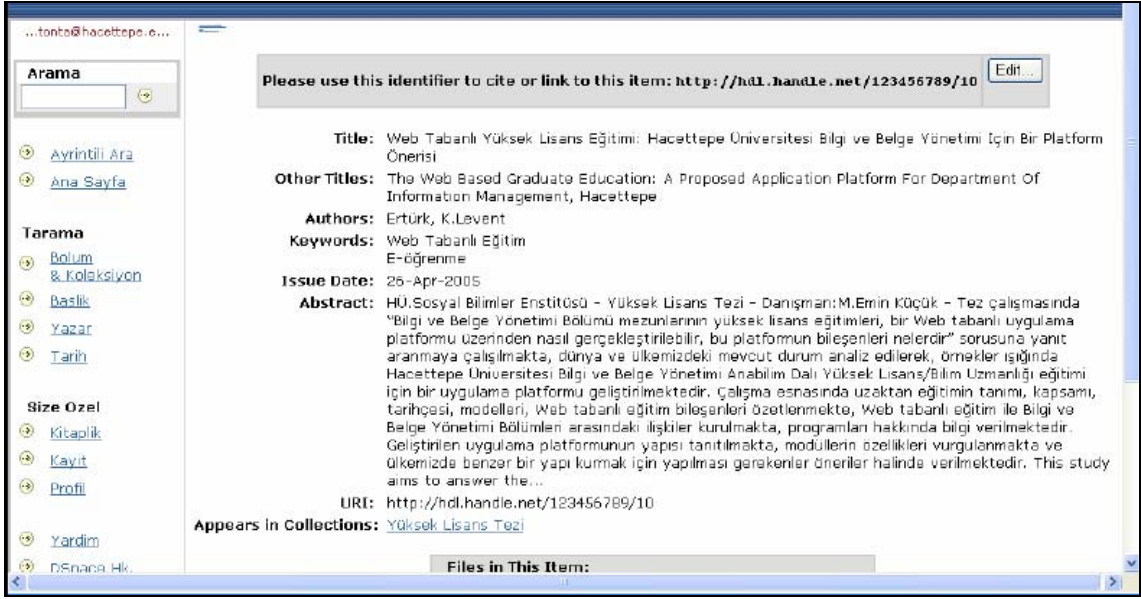 ...tonta@hacettepe.e...
Arama
Ayrintili Ara
Ana Sayfa
Tarama
Bolum
& Koleksiyon
Baslik
Yazar
Tarih
Size Ozel
Kitaplik
Kayit
Profil
Yardim
DSpace Hk.
Please use this identifier to cite or link to this item: http://hdl.handle.net/123456789/10
Edit...
Title: Web Tabanlı Yüksek Lisans Eğitimi: Hacettepe Üniversitesi Bilgi ve Belge Yönetimi İçin Bir Platform
Önerisi
Other Titles: The Web Based Graduate Education: A Proposed Application Platform For Department Of
Information Management, Hacettepe
Authors: Ertürk, K.Levent
Keywords: Web Tabanlı Eğitim
E-öğrenme
Issue Date: 26-Apr-2005
Abstract: HÜ.Sosyal Bilimler Enstitüsü - Yüksek Lisans Tezi - Danışman:M.Emin Küçük - Tez çalışmasında
"Bilgi ve Belge Yönetimi Bölümü mezunlarının yüksek lisans eğitimleri, bir Web tabanlı uygulama
platformu üzerinden nasıl gerçekleştirilebilir, bu platformun bileşenleri nelerdir" sorusuna yanıt
aranmaya çalışılmakta, dünya ve ülkemizdeki mevcut durum analiz edilerek, örnekler ışığında
Hacettepe Üniversitesi Bilgi ve Belge Yönetimi Anabilim Dalı Yüksek Lisans/Bilim Uzmanlığı eğitimi
için bir uygulama platformu geliştirilmektedir. Çalışma esnasında uzaktan eğitimin tanımı, kapsamı,
tarihçesi, modelleri, Web tabanlı eğitim bileşenleri özetlenmekte, Web tabanlı eğitim ile Bilgi ve
Belge Yönetimi Bölümleri arasındaki ilişkiler kurulmakta, programları hakkında bilgi verilmektedir.
Geliştirilen uygulama platformunun yapısı tanıtılmakta, modüllerin özellikleri vurgulanmakta ve
ülkemizde benzer bir yapı kurmak için yapılması gerekenler öneriler halinde verilmektedir. This study
aims to answer the...
URI: http://hdl.handle.net/123456789/10
Appears in Collections: Yüksek Lisans Tezi
Files in This Item: